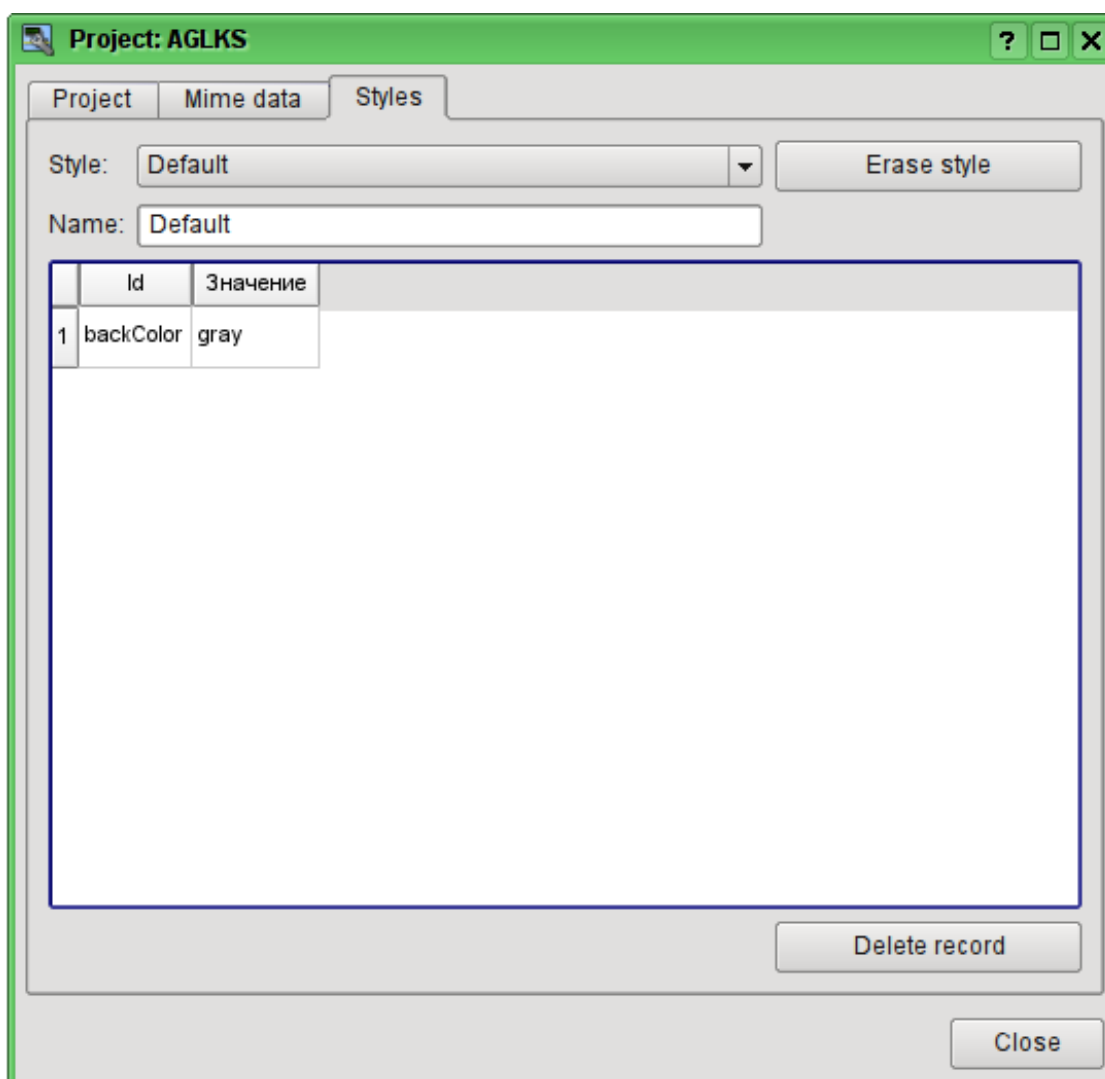 Project: AGLKS
Project Mime data Styles
Style: Default Erase style
Name: Default
Id Значение
1 backColor gray
Delete record
Close